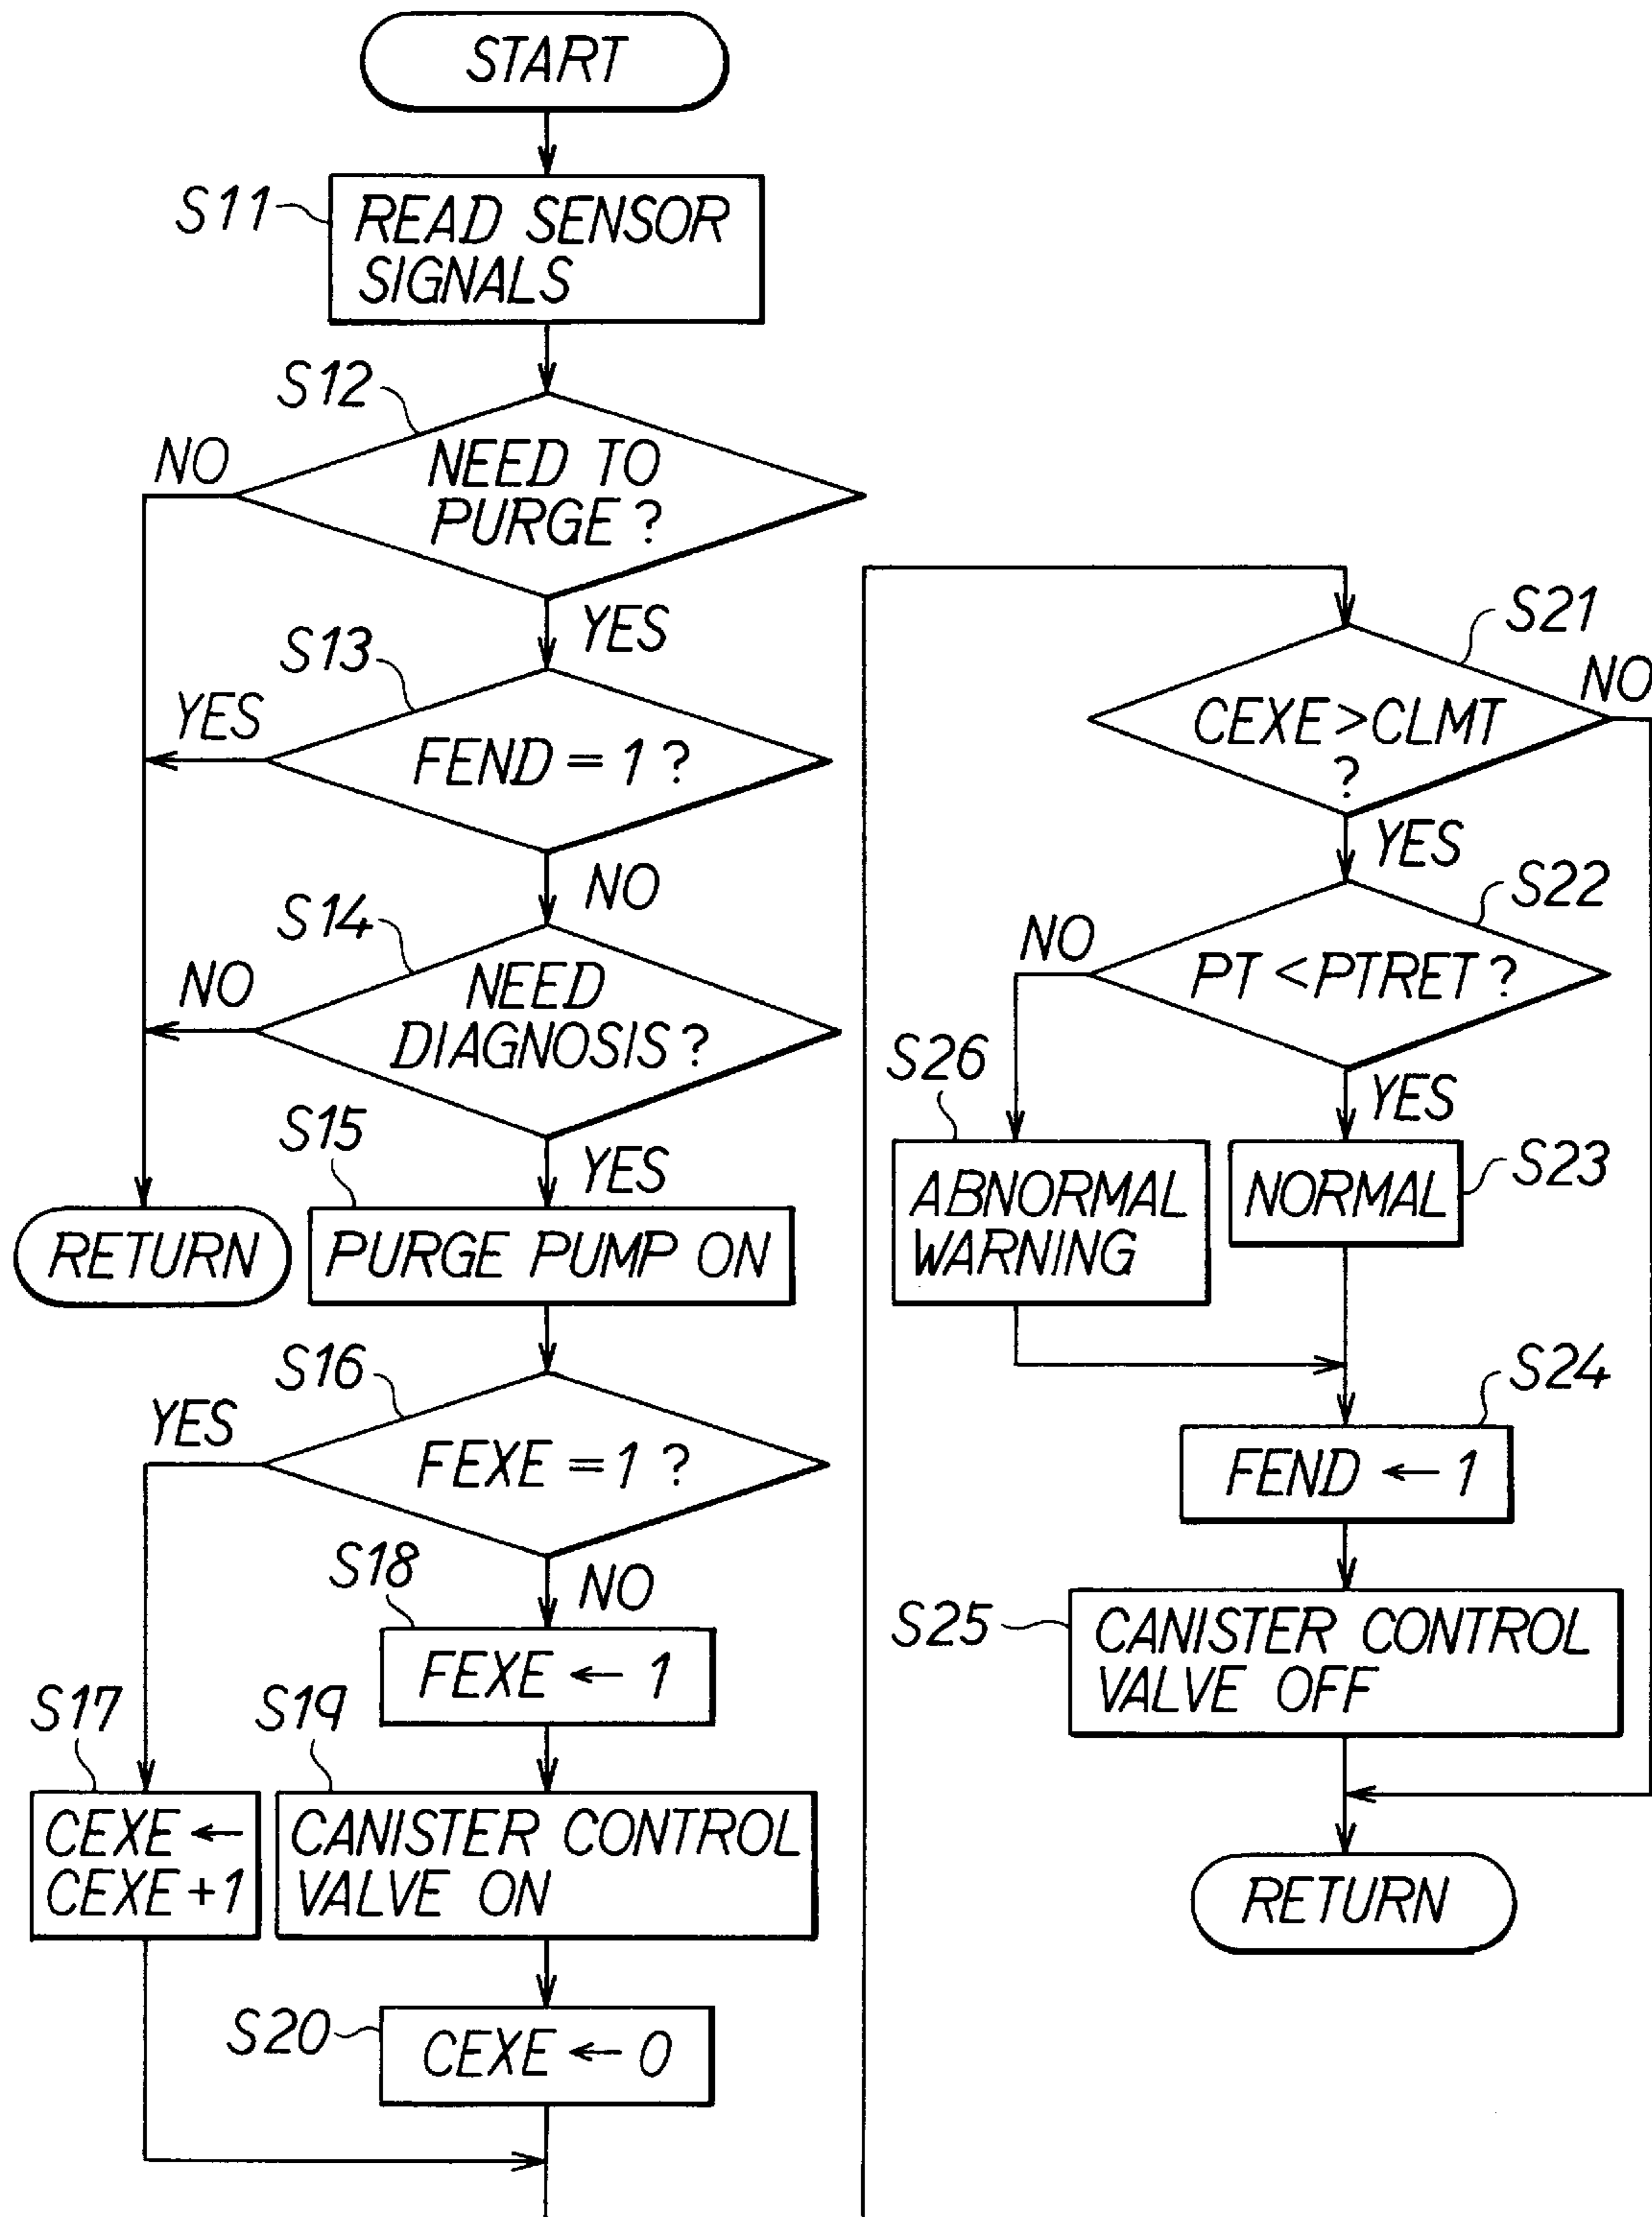 START
S11
READ SENSOR
SIGNALS
S12
NO
NEED TO
PURGE ?
YES
S13
YES
FEND = 1 ?
NO
S14
NO
NEED
DIAGNOSIS ?
YES
RETURN
S15
PURGE PUMP ON
S16
YES
FEXE = 1 ?
NO
S18
FEXE ← 1
S17
CEXE ←
CEXE + 1
S19
CANISTER CONTROL
VALVE ON
S20
CEXE ← 0
S21
NO
CEXE > CLMT
?
YES
S22
NO
PT < PTRET ?
YES
S26
ABNORMAL
WARNING
NORMAL
S23
S24
FEND ← 1
S25
CANISTER CONTROL
VALVE OFF
RETURN